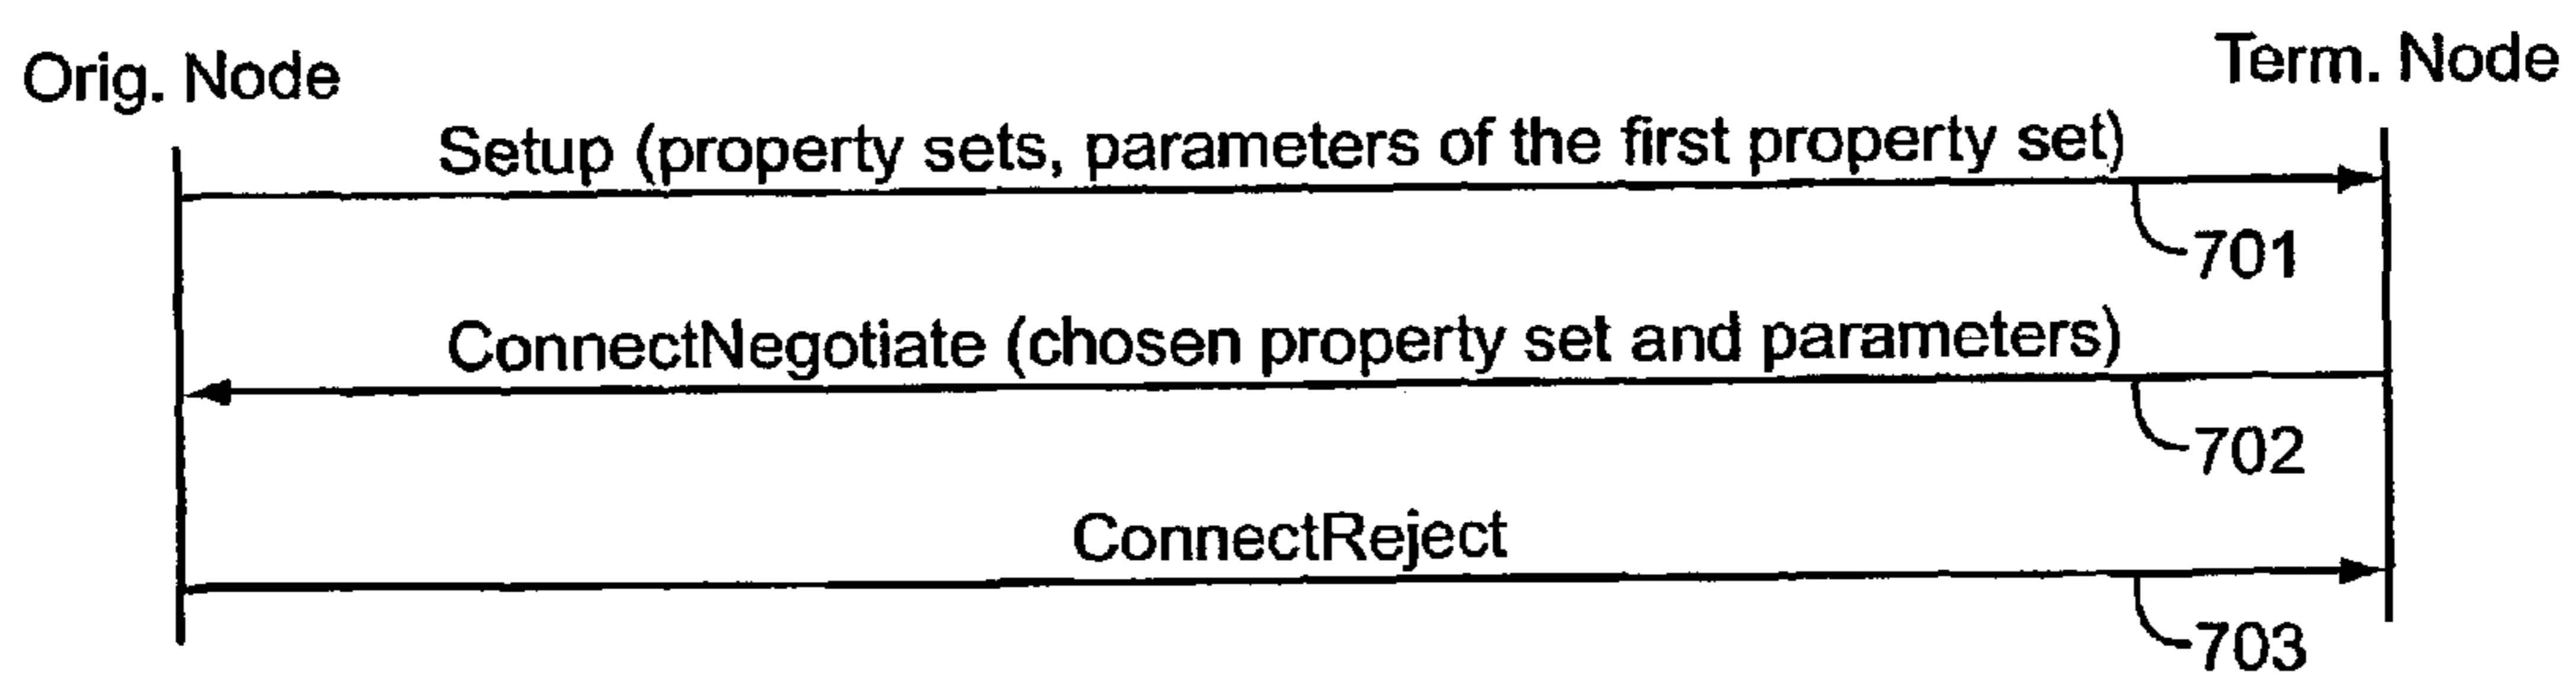 Orig. Node
Term. Node
Setup (property sets, parameters of the first property set)
701
ConnectNegotiate (chosen property set and parameters)
702
ConnectReject
703